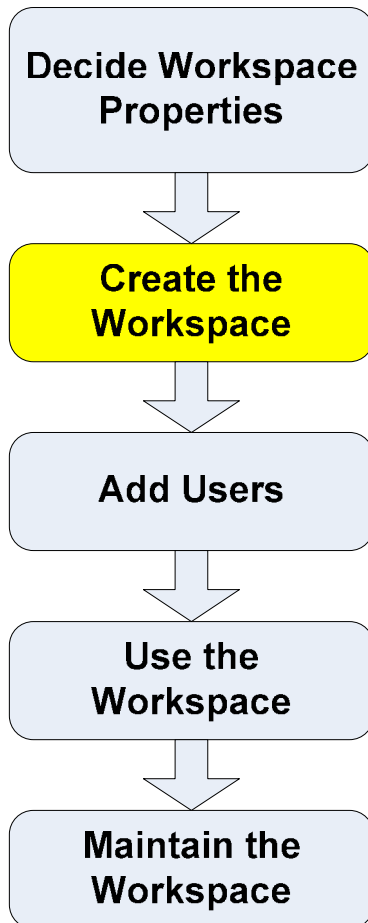 Decide Workspace
Properties
Create the
Workspace
Add Users
Use the
Workspace
Maintain the
Workspace